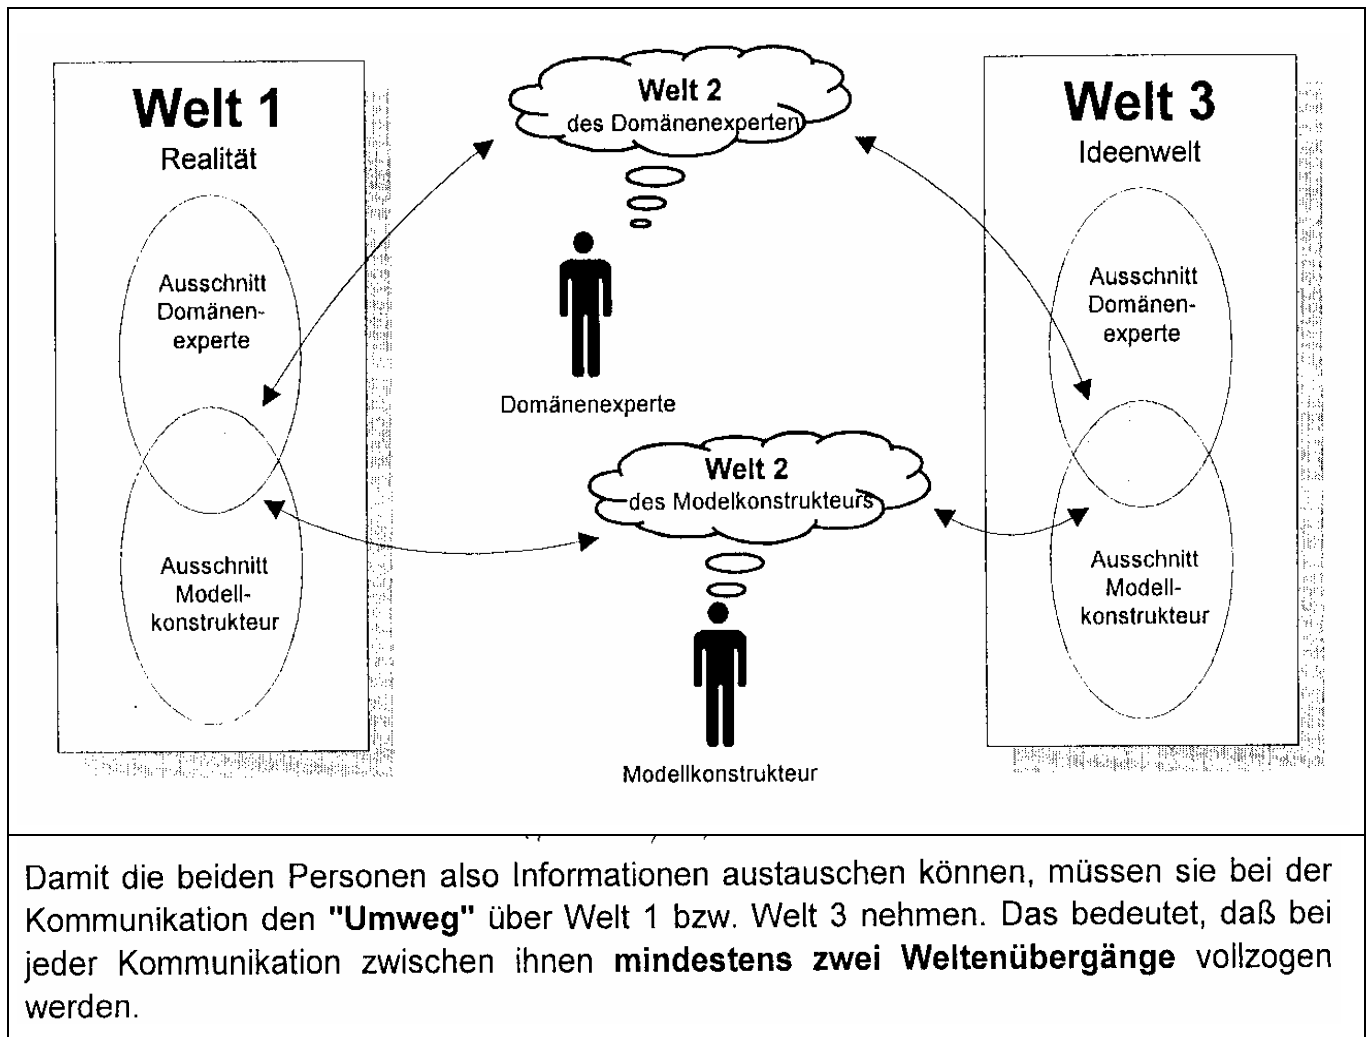 Welt 1
Realität
Ausschnitt
Domänen-
experte
Ausschnitt
Modell-
konstrukteur
Welt 2
des Domänenexperten
Domänenexperte
Welt 2
des Modelkonstrukteurs
Modellkonstrukteur
Welt 3
Ideenwelt
Ausschnitt
Domänen-
experte
Ausschnitt
Modell-
konstrukteur
Damit die beiden Personen also Informationen austauschen können, müssen sie bei der
Kommunikation den "Umweg" über Welt 1 bzw. Welt 3 nehmen. Das bedeutet, daß bei
jeder Kommunikation zwischen ihnen mindestens zwei Weltenübergänge vollzogen
werden.